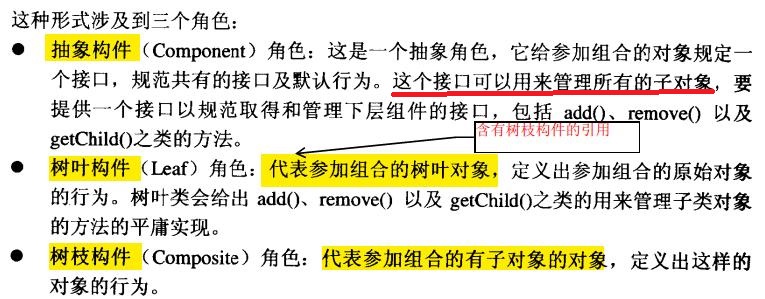 这种形式涉及到三个角色：
● 抽象构件（Component）角色：这是一个抽象角色，它给参加组合的对象规定一
个接口，规范共有的接口及默认行为。这个接口可以用来管理所有的子对象，要
提供一个接口以规范取得和管理下层组件的接口，包括 add()、remove() 以及
getChild()之类的方法。
含有树枝构件的引用
● 树叶构件（Leaf）角色：代表参加组合的树叶对象，定义出参加组合的原始对象
的行为。树叶类会给出 add()、remove() 以及 getChild()之类的用来管理子类对象
的方法的平庸实现。
● 树枝构件（Composite）角色：代表参加组合的有子对象的对象，定义出这样的
对象的行为。